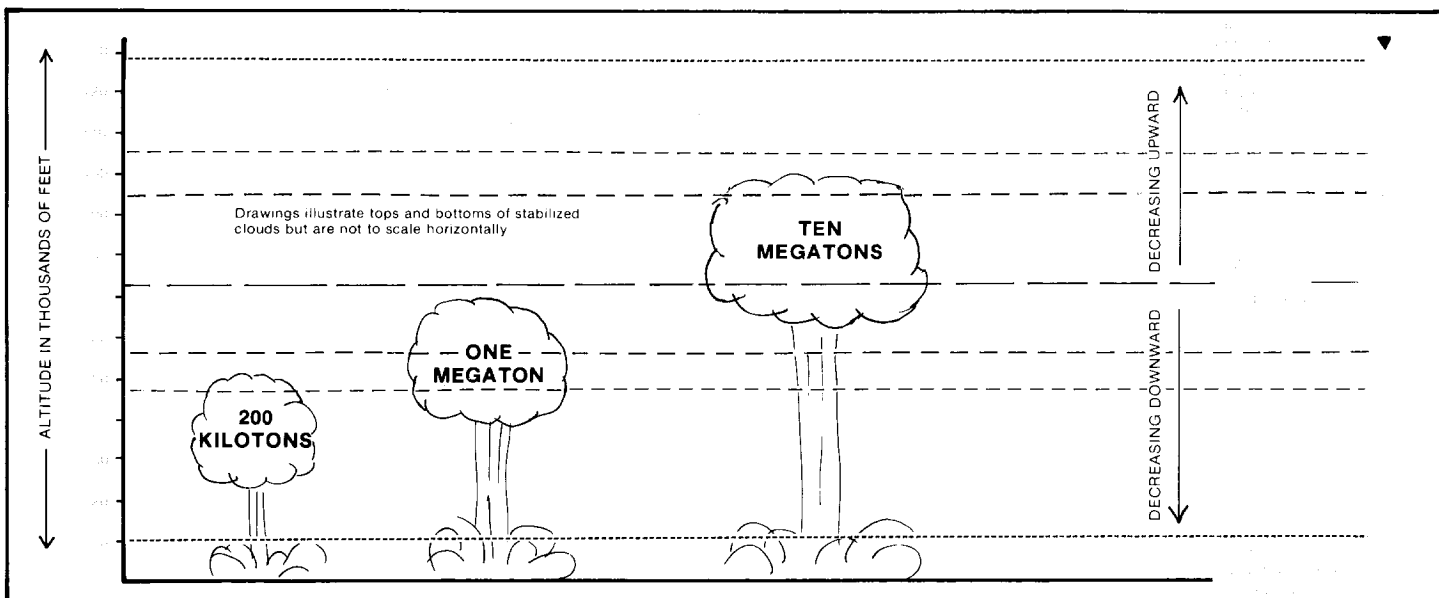 ALTITUDE IN THOUSANDS OF FEET
Drawings illustrate tops and bottoms of stabilized
clouds but are not to scale horizontally
200
KILOTONS
ONE
MEGATON
TEN
MEGATONS
DECREASING UPWARD
DECREASING DOWNWARD